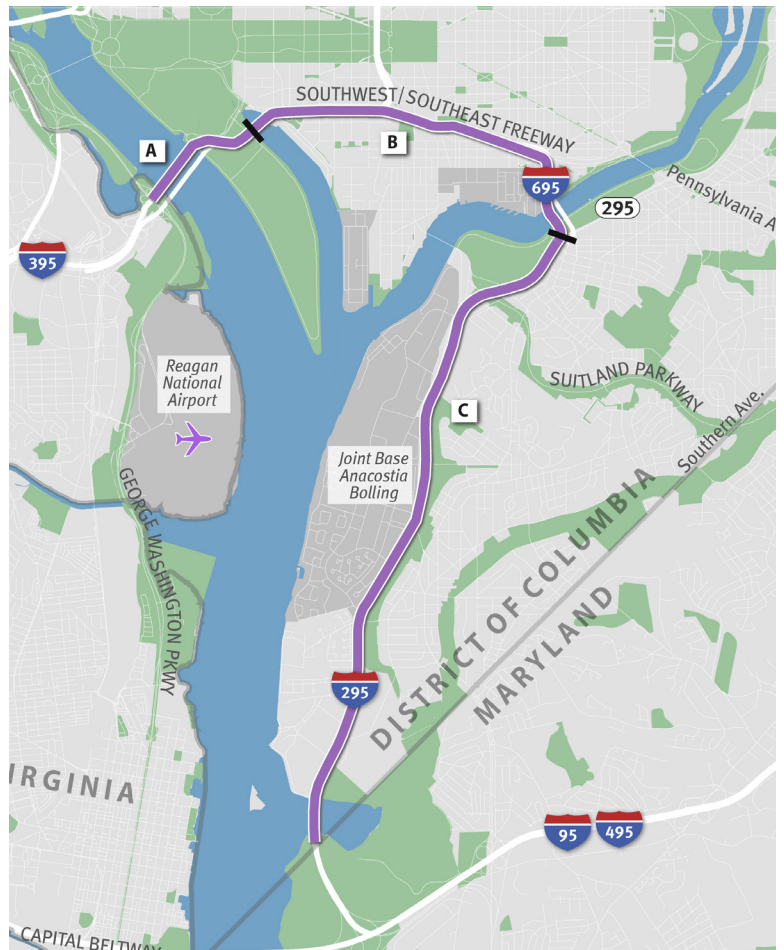 SOUTHWEST/SOUTHEAST FREEWAY
A
B
695
295
Pennsylvania A
395
Reagan
National
Airport
SUITLAND PARKWAY
C
Southern Ave.
Joint Base
Anacostia
Bolling
GEORGE WASHINGTON PKWY
DISTRICT OF COLUMBIA
MARYLAND
295
IRGINIA
95
495
CAPITAL BELTWAY